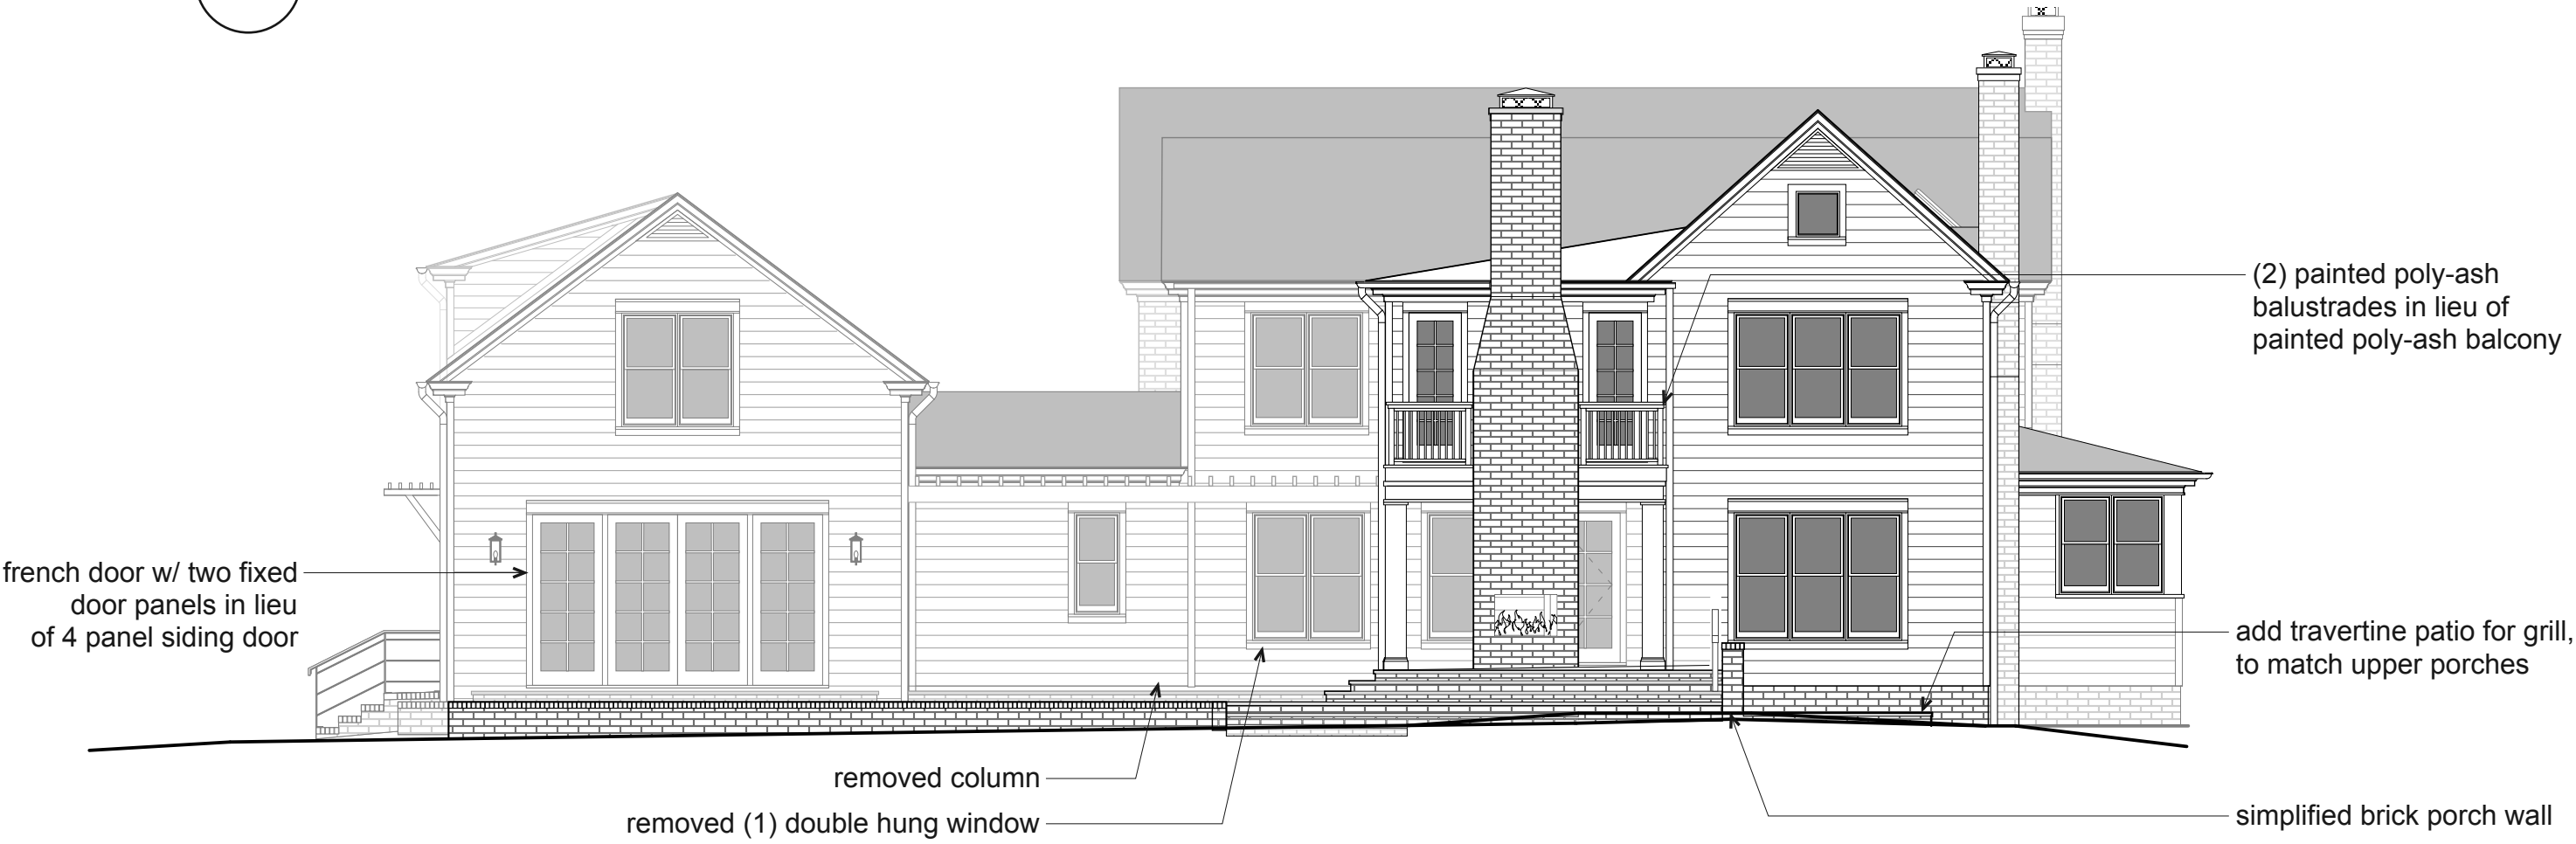 (2) painted poly-ash
balustrades in lieu of
painted poly-ash balcony
french door w/ two fixed
door panels in lieu
of 4 panel siding door
add travertine patio for grill,
to match upper porches
removed column
removed (1) double hung window
simplified brick porch wall